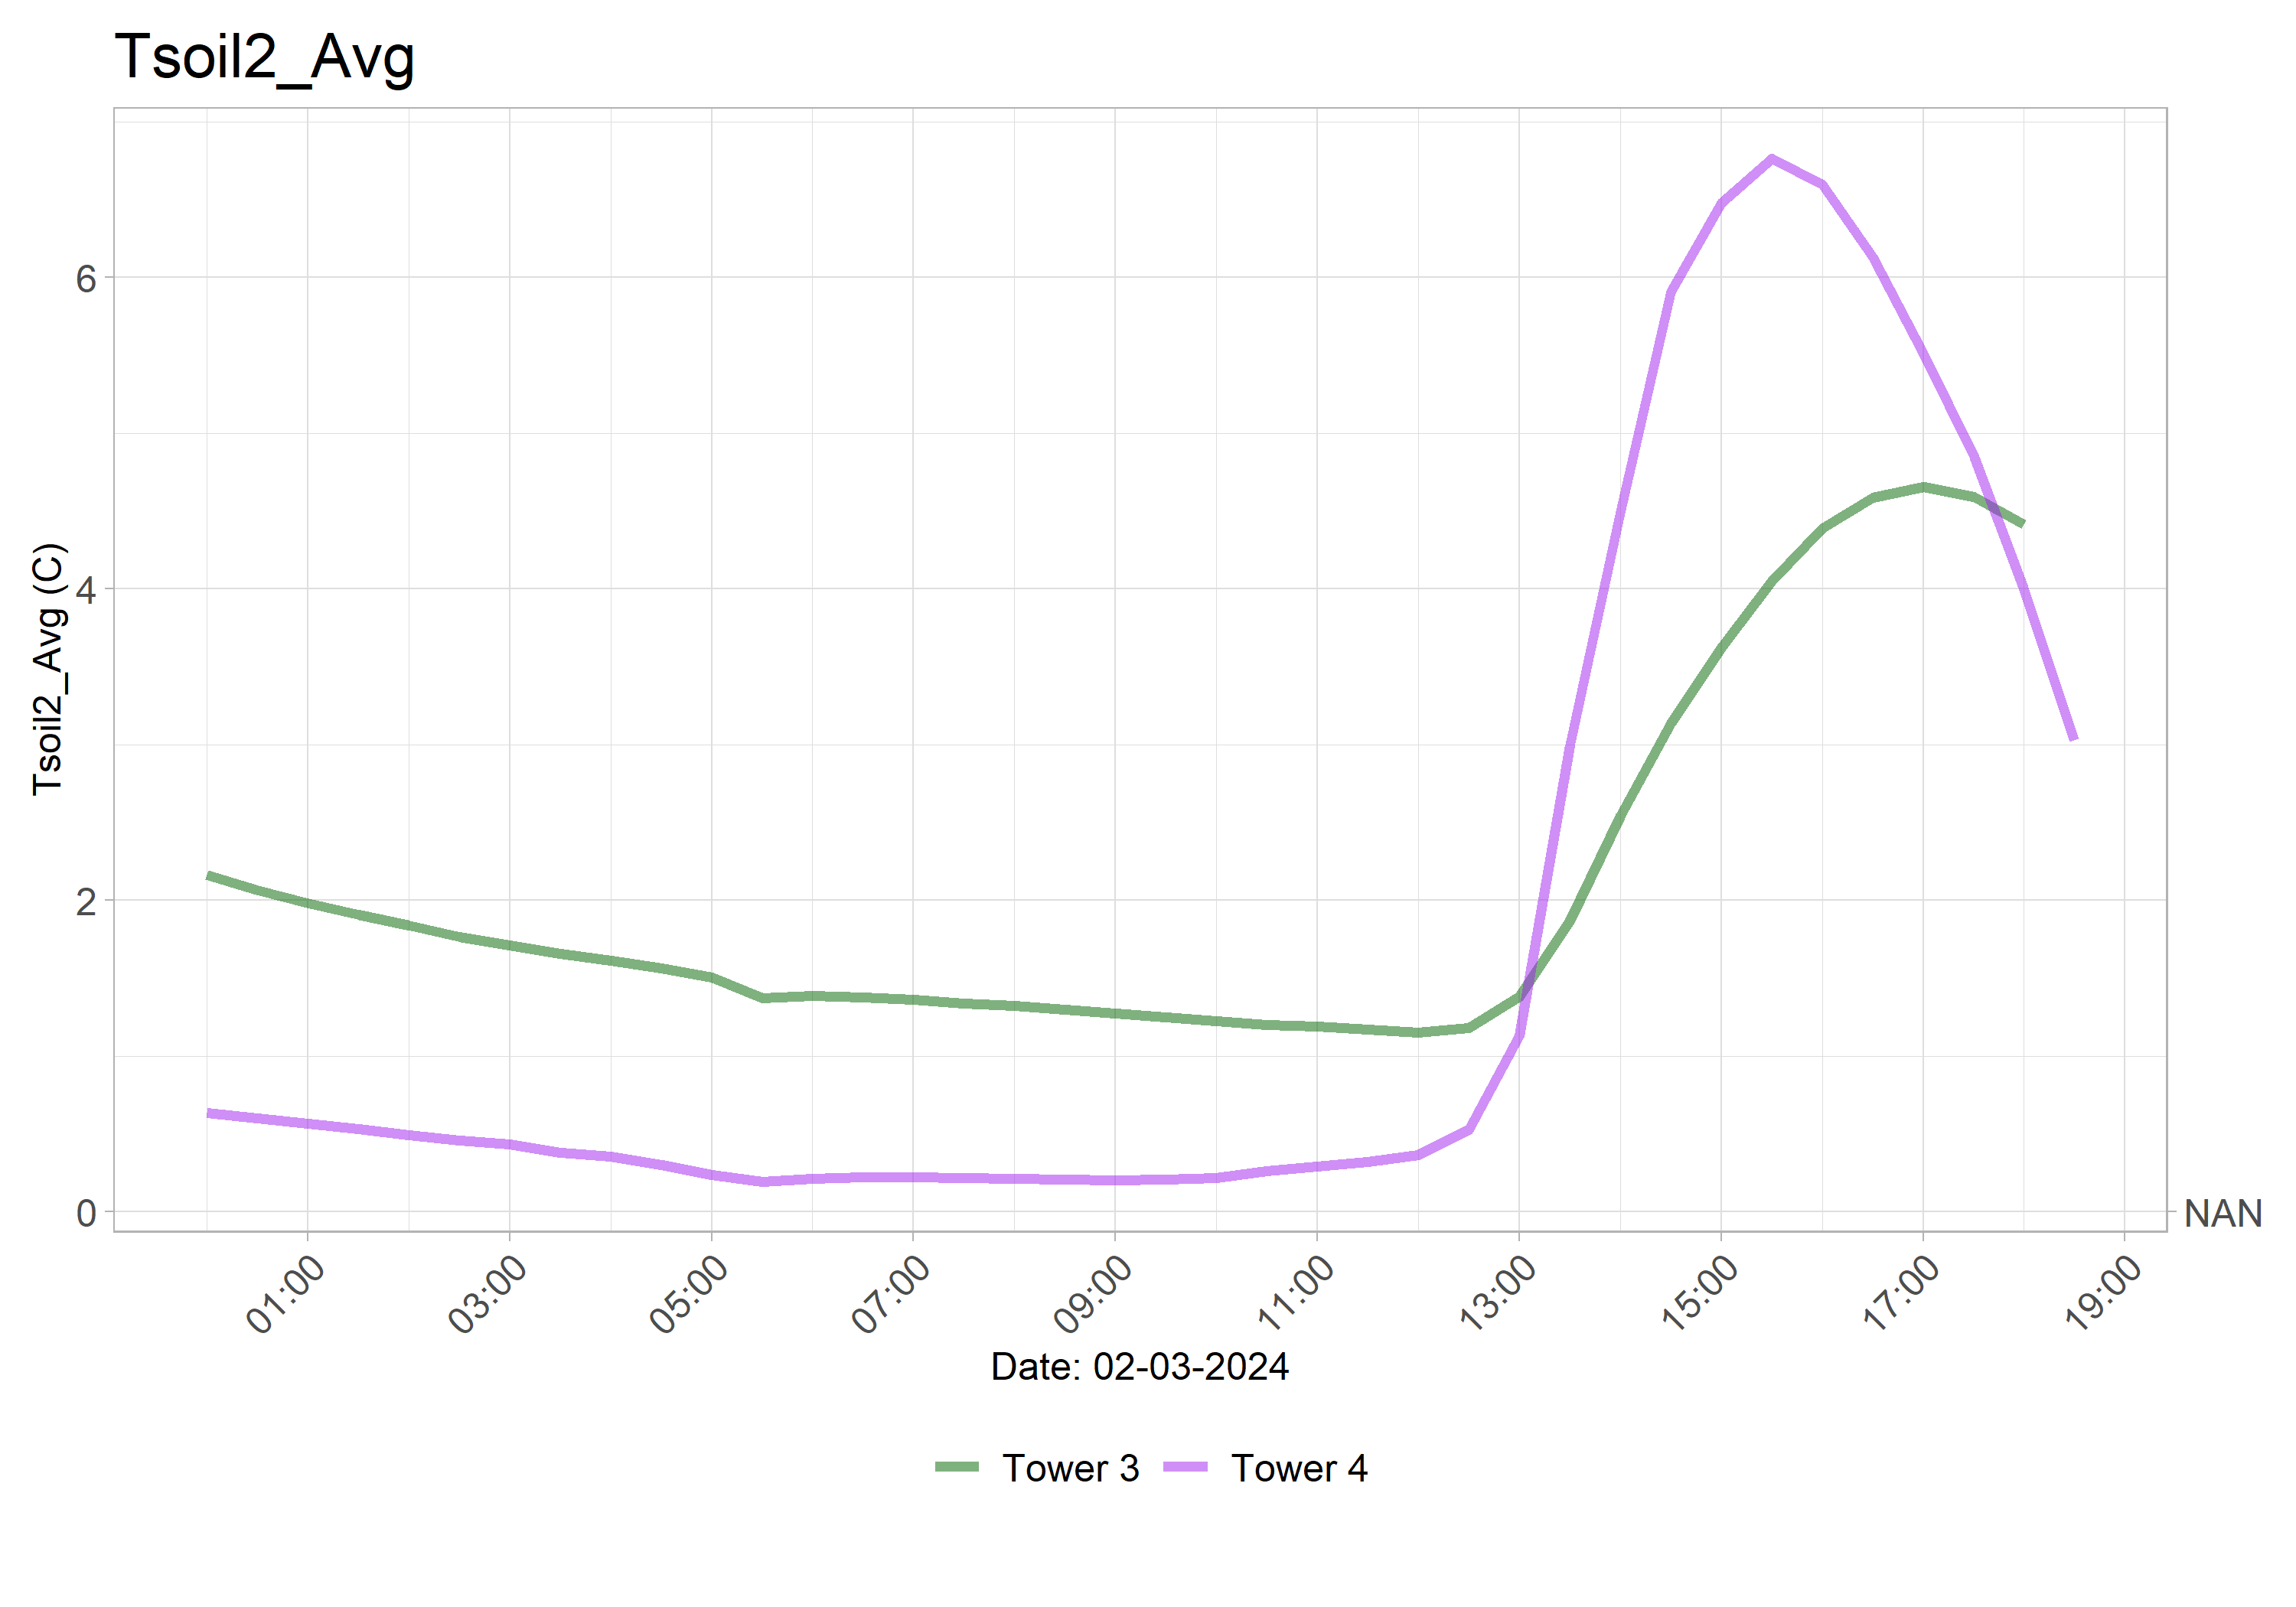 Tsoil2_Avg
Tsoil2_Avg (C)
6
4
2
0
NAN
01:00 03:00 05:00 07:00 09:00 11:00 13:00 15:00 17:00 19:00
Date: 02-03-2024
Tower 3 Tower 4